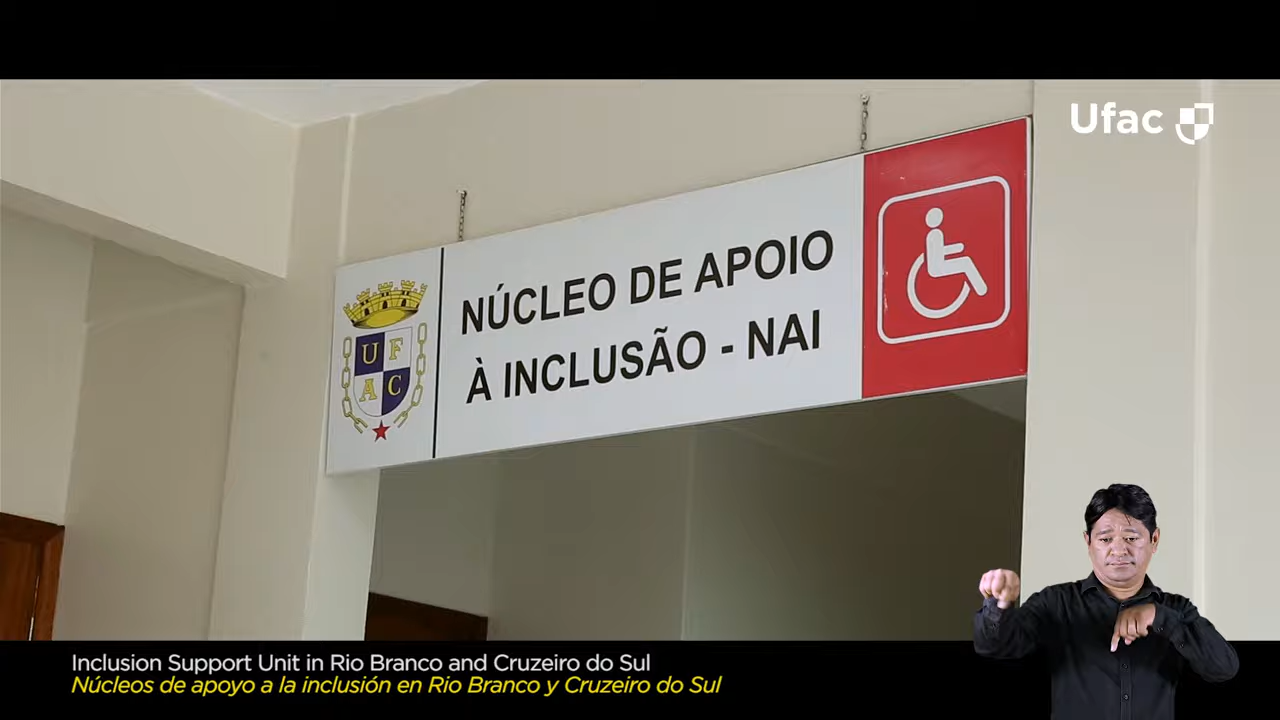 Ufac
NÚCLEO DE APOIO
À INCLUSÃO - NAI
U F
A C
Inclusion Support Unit in Rio Branco and Cruzeiro do Sul
Núcleos de apoyo a la inclusión en Rio Branco y Cruzeiro do Sul